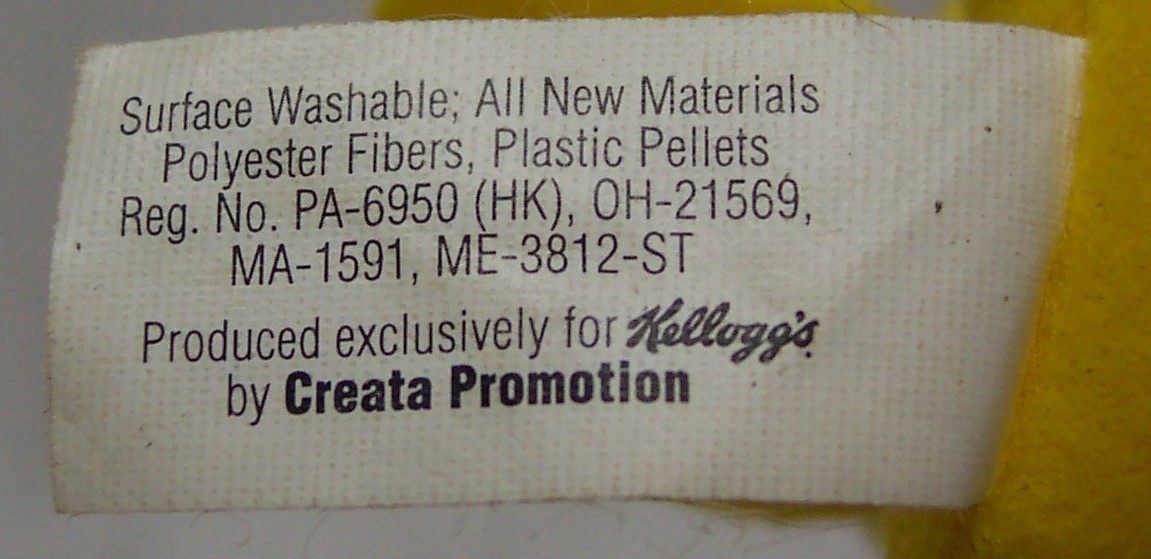 Surface Washable; All New Materials
Polyester Fibers, Plastic Pellets
Reg. No. PA-6950 (HK), OH-21569,
MA-1591, ME-3812-ST
Produced exclusively for Kellogg's
by Creata Promotion